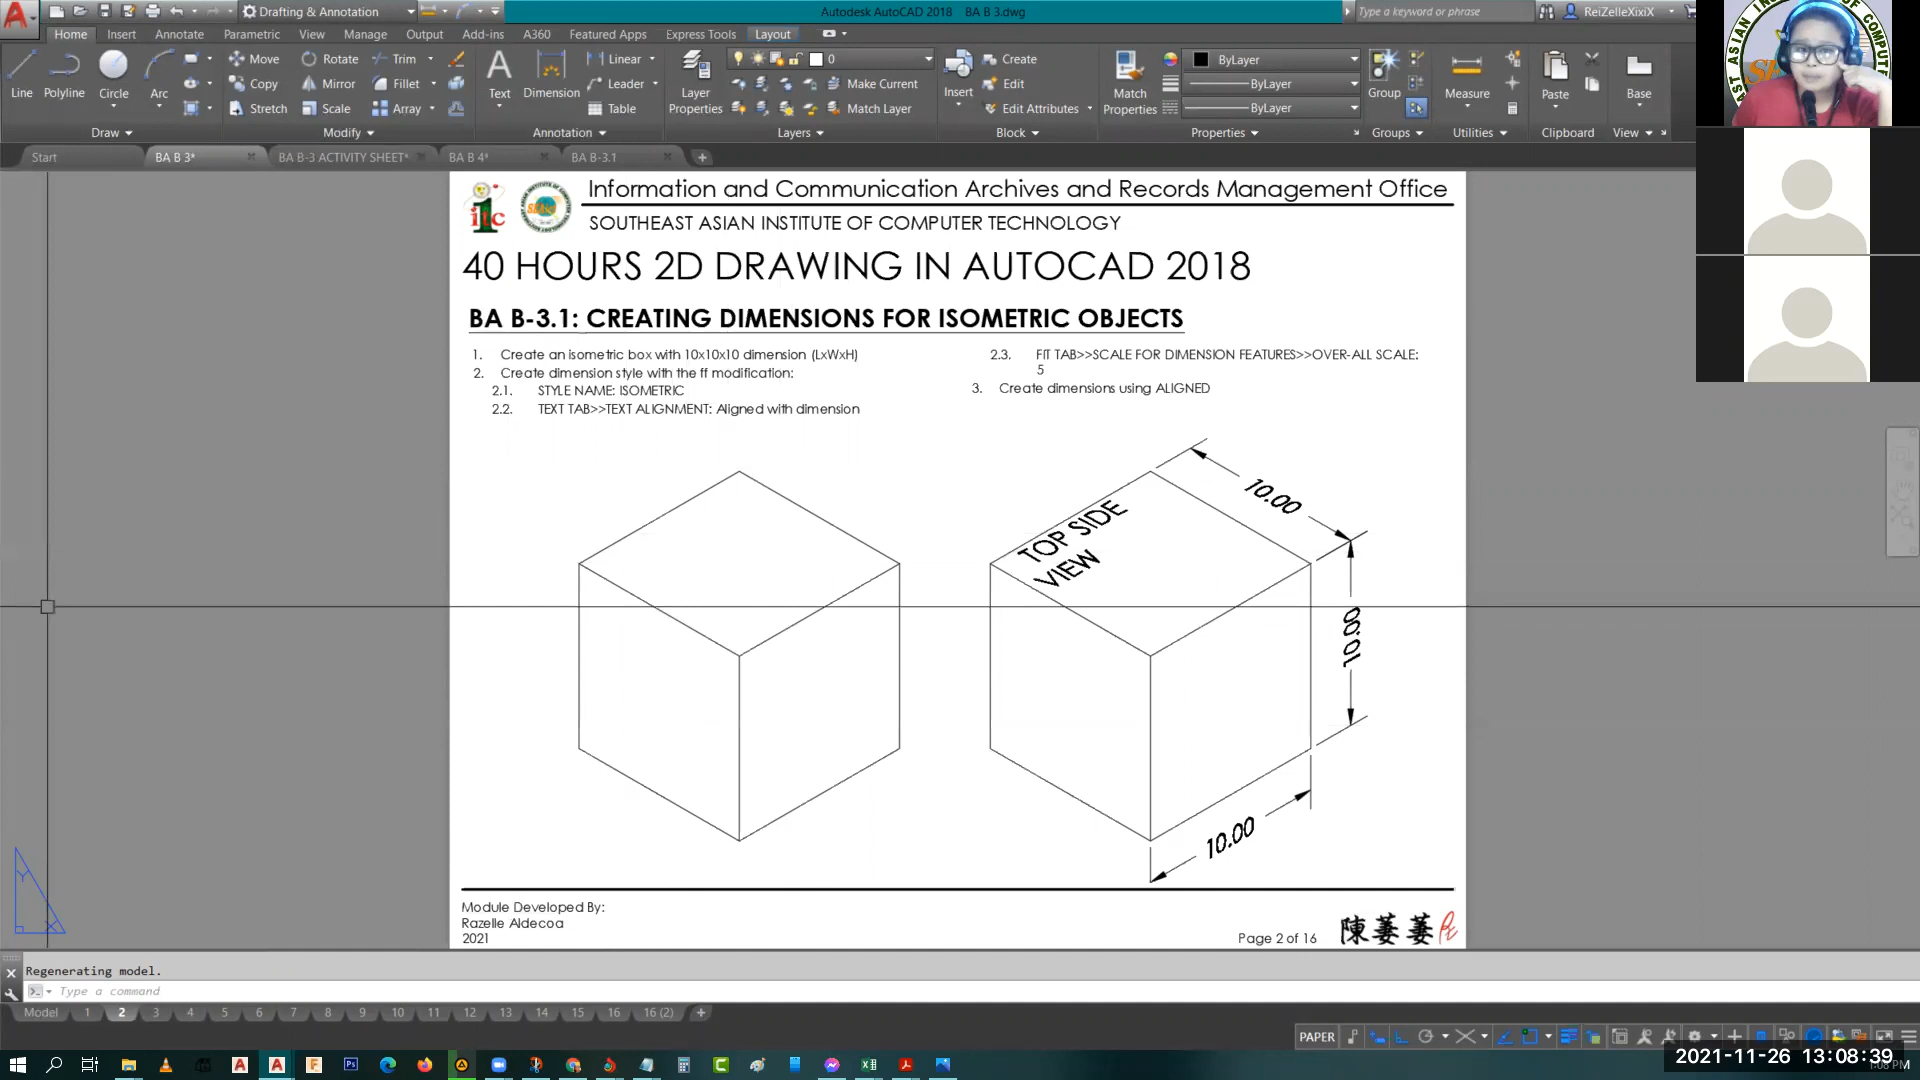 Drafting & Annotation
Autodesk AutoCAD 2018 BA B 3.dwg
Type a keyword or phrase
ReiZelleXixiX
Home Insert Annotate Parametric View Manage Output Add-ins A360 Featured Apps Express Tools Layout
Line Polyline Circle Arc
Move Rotate Trim
Copy Mirror Fillet
Stretch Scale Array
Text Dimension
Linear
Leader
Table
Layer Properties
0
Make Current
Match Layer
Insert
Create
Edit
Edit Attributes
Match Properties
ByLayer
ByLayer
ByLayer
Group
Measure
Paste
Base
Draw Modify Annotation Layers Block Properties Groups Utilities Clipboard View
Start BA B 3* BA B-3 ACTIVITY SHEET* BA B 4* BA B-3.1
Information and Communication Archives and Records Management Office
SOUTHEAST ASIAN INSTITUTE OF COMPUTER TECHNOLOGY
40 HOURS 2D DRAWING IN AUTOCAD 2018
BA B-3.1: CREATING DIMENSIONS FOR ISOMETRIC OBJECTS
1. Create an isometric box with 10x10x10 dimension (LxWxH)
2. Create dimension style with the ff modification:
2.1. STYLE NAME: ISOMETRIC
2.2. TEXT TAB>>TEXT ALIGNMENT: Aligned with dimension
2.3. FIT TAB>>SCALE FOR DIMENSION FEATURES>>OVER-ALL SCALE:
5
3. Create dimensions using ALIGNED
TOP SIDE
VIEW
10.00
10.00
10.00
Module Developed By:
Razelle Aldecoa
2021
Page 2 of 16
陳萋萋
Regenerating model.
Type a command
Model 1 2 3 4 5 6 7 8 9 10 11 12 13 14 15 16 16 (2)
PAPER
2021-11-26 13:08:39